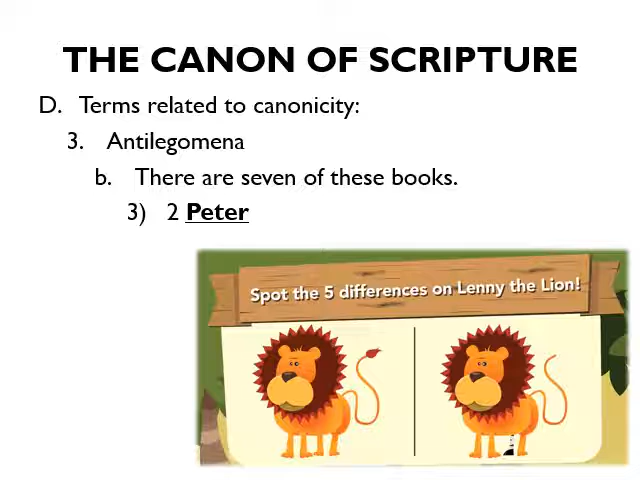 THE CANON OF SCRIPTURE
D. Terms related to canonicity:
3. Antilegomena
b. There are seven of these books.
3) 2 Peter
Spot the 5 differences on Lenny the Lion!